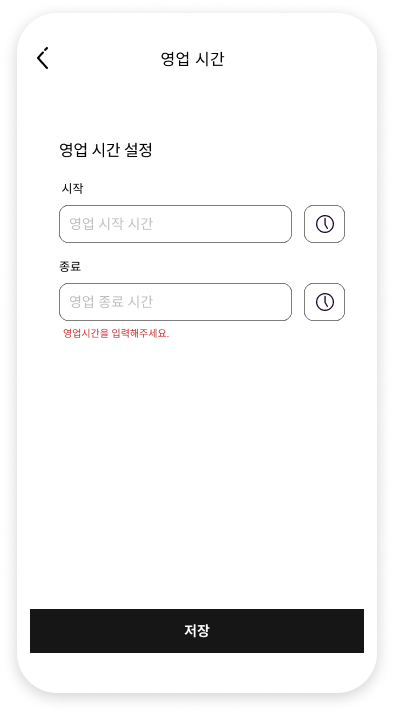 영업 시간
영업 시간 설정
시작
영업 시작 시간
종료
영업 종료 시간
영업시간을 입력해주세요.
저장